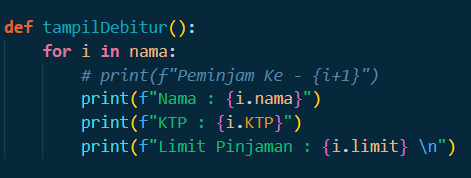 def tampilDebitur():
    for i in nama:
        # print(f"Peminjam Ke - {i+1}")
        print(f"Nama : {i.nama}")
        print(f"KTP : {i.KTP}")
        print(f"Limit Pinjaman : {i.limit} \n")